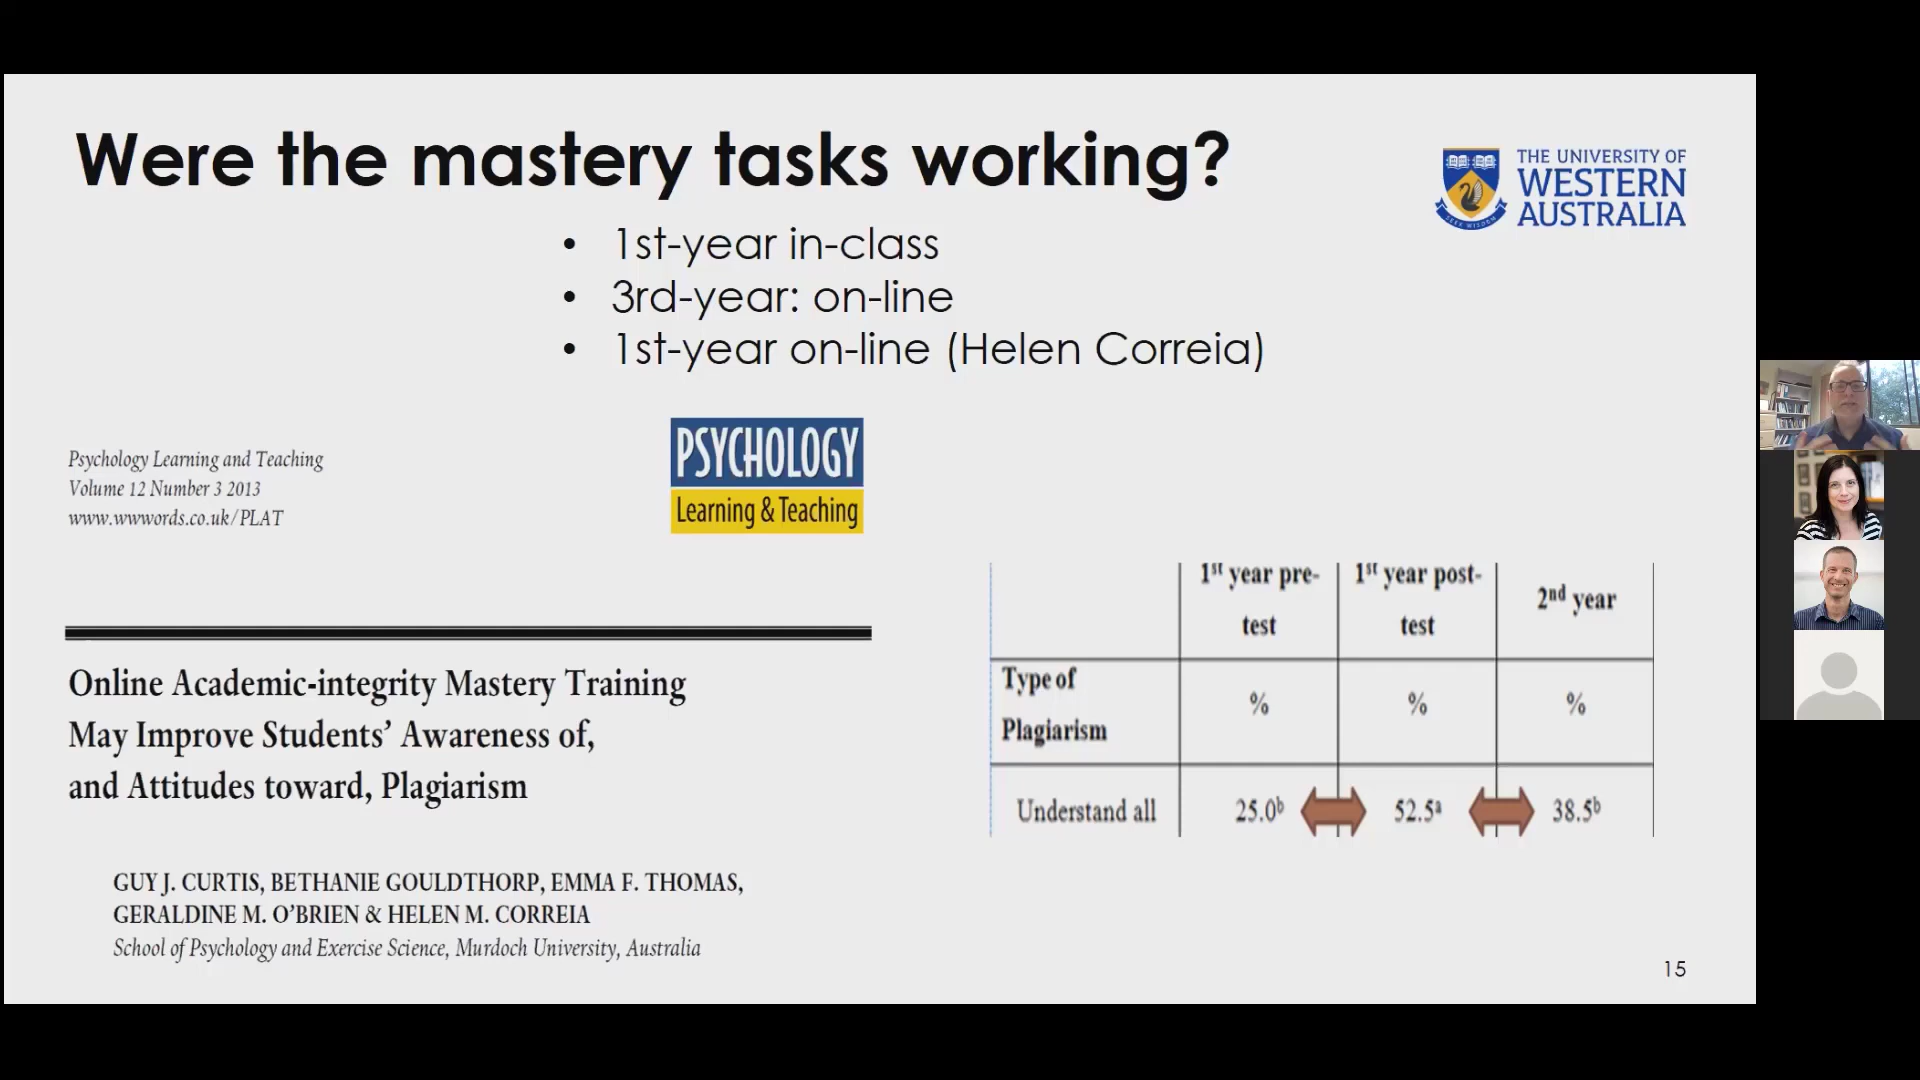 Were the mastery tasks working?
THE UNIVERSITY OF
WESTERN
AUSTRALIA
SEEK WISDOM
• 1st-year in-class
• 3rd-year: on-line
• 1st-year on-line (Helen Correia)
Psychology Learning and Teaching
Volume 12 Number 3 2013
www.wwwords.co.uk/PLAT
PSYCHOLOGY
Learning & Teaching
Online Academic-integrity Mastery Training
May Improve Students’ Awareness of,
and Attitudes toward, Plagiarism
GUY J. CURTIS, BETHANIE GOULDTHORP, EMMA F. THOMAS,
GERALDINE M. O’BRIEN & HELEN M. CORREIA
School of Psychology and Exercise Science, Murdoch University, Australia
1st year pre-test 1st year post-test 2nd year
Type of Plagiarism % % %
Understand all 25.0b 52.5a 38.5b
15